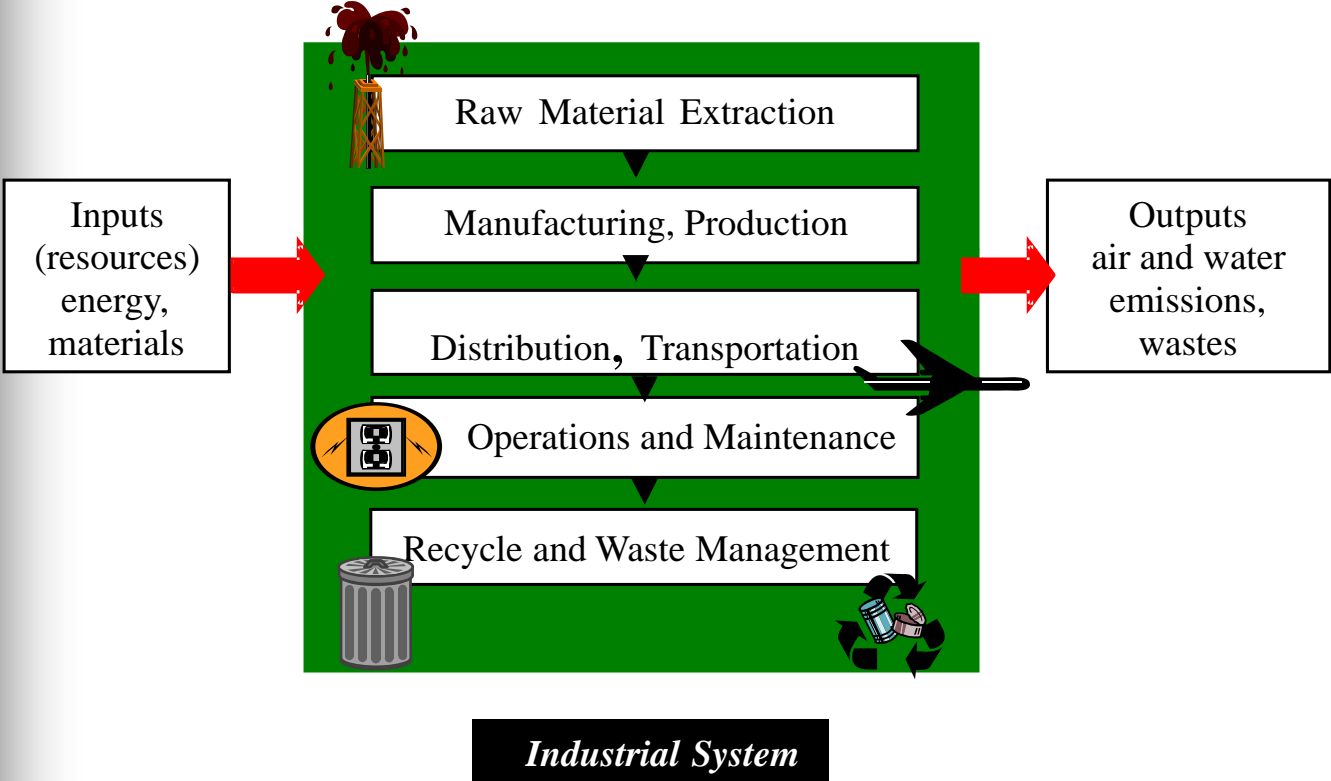 Raw Material Extraction
Inputs
(resources)
energy,
materials
Manufacturing, Production
Outputs
air and water
emissions,
wastes
Distribution, Transportation
Operations and Maintenance
Recycle and Waste Management
Industrial System